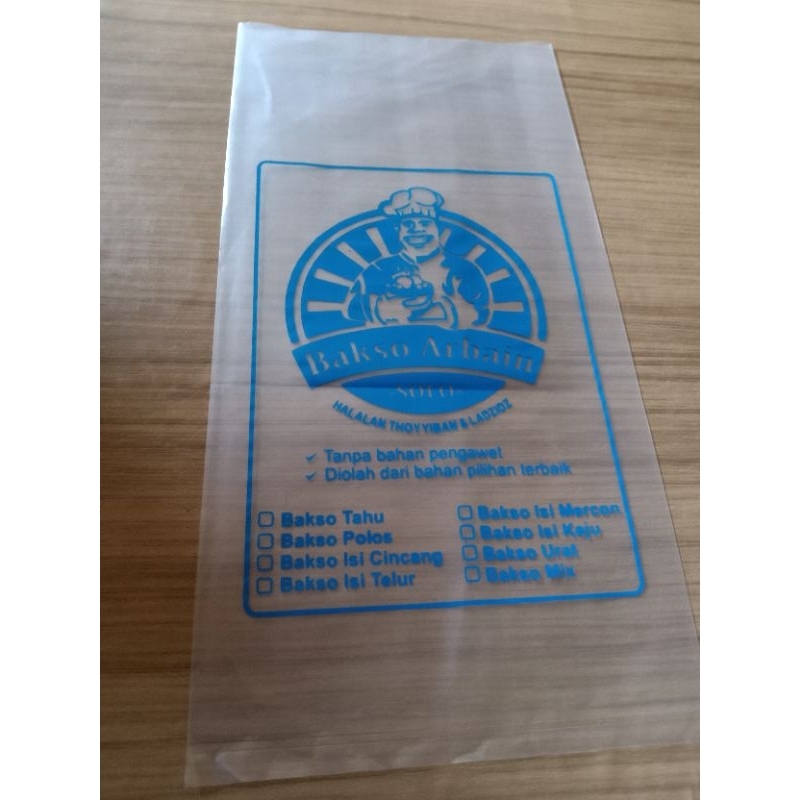 Bakso Arbain
-SOLO-
HALALAN THOYYIBAN & LADZIDZ
✓ Tanpa bahan pengawet
✓ Diolah dari bahan pilihan terbaik
Bakso Tahu
Bakso Polos
Bakso Isi Cincang
Bakso Isi Telur
Bakso Isi Mercon
Bakso Isi Keju
Bakso Urat
Bakso Mix